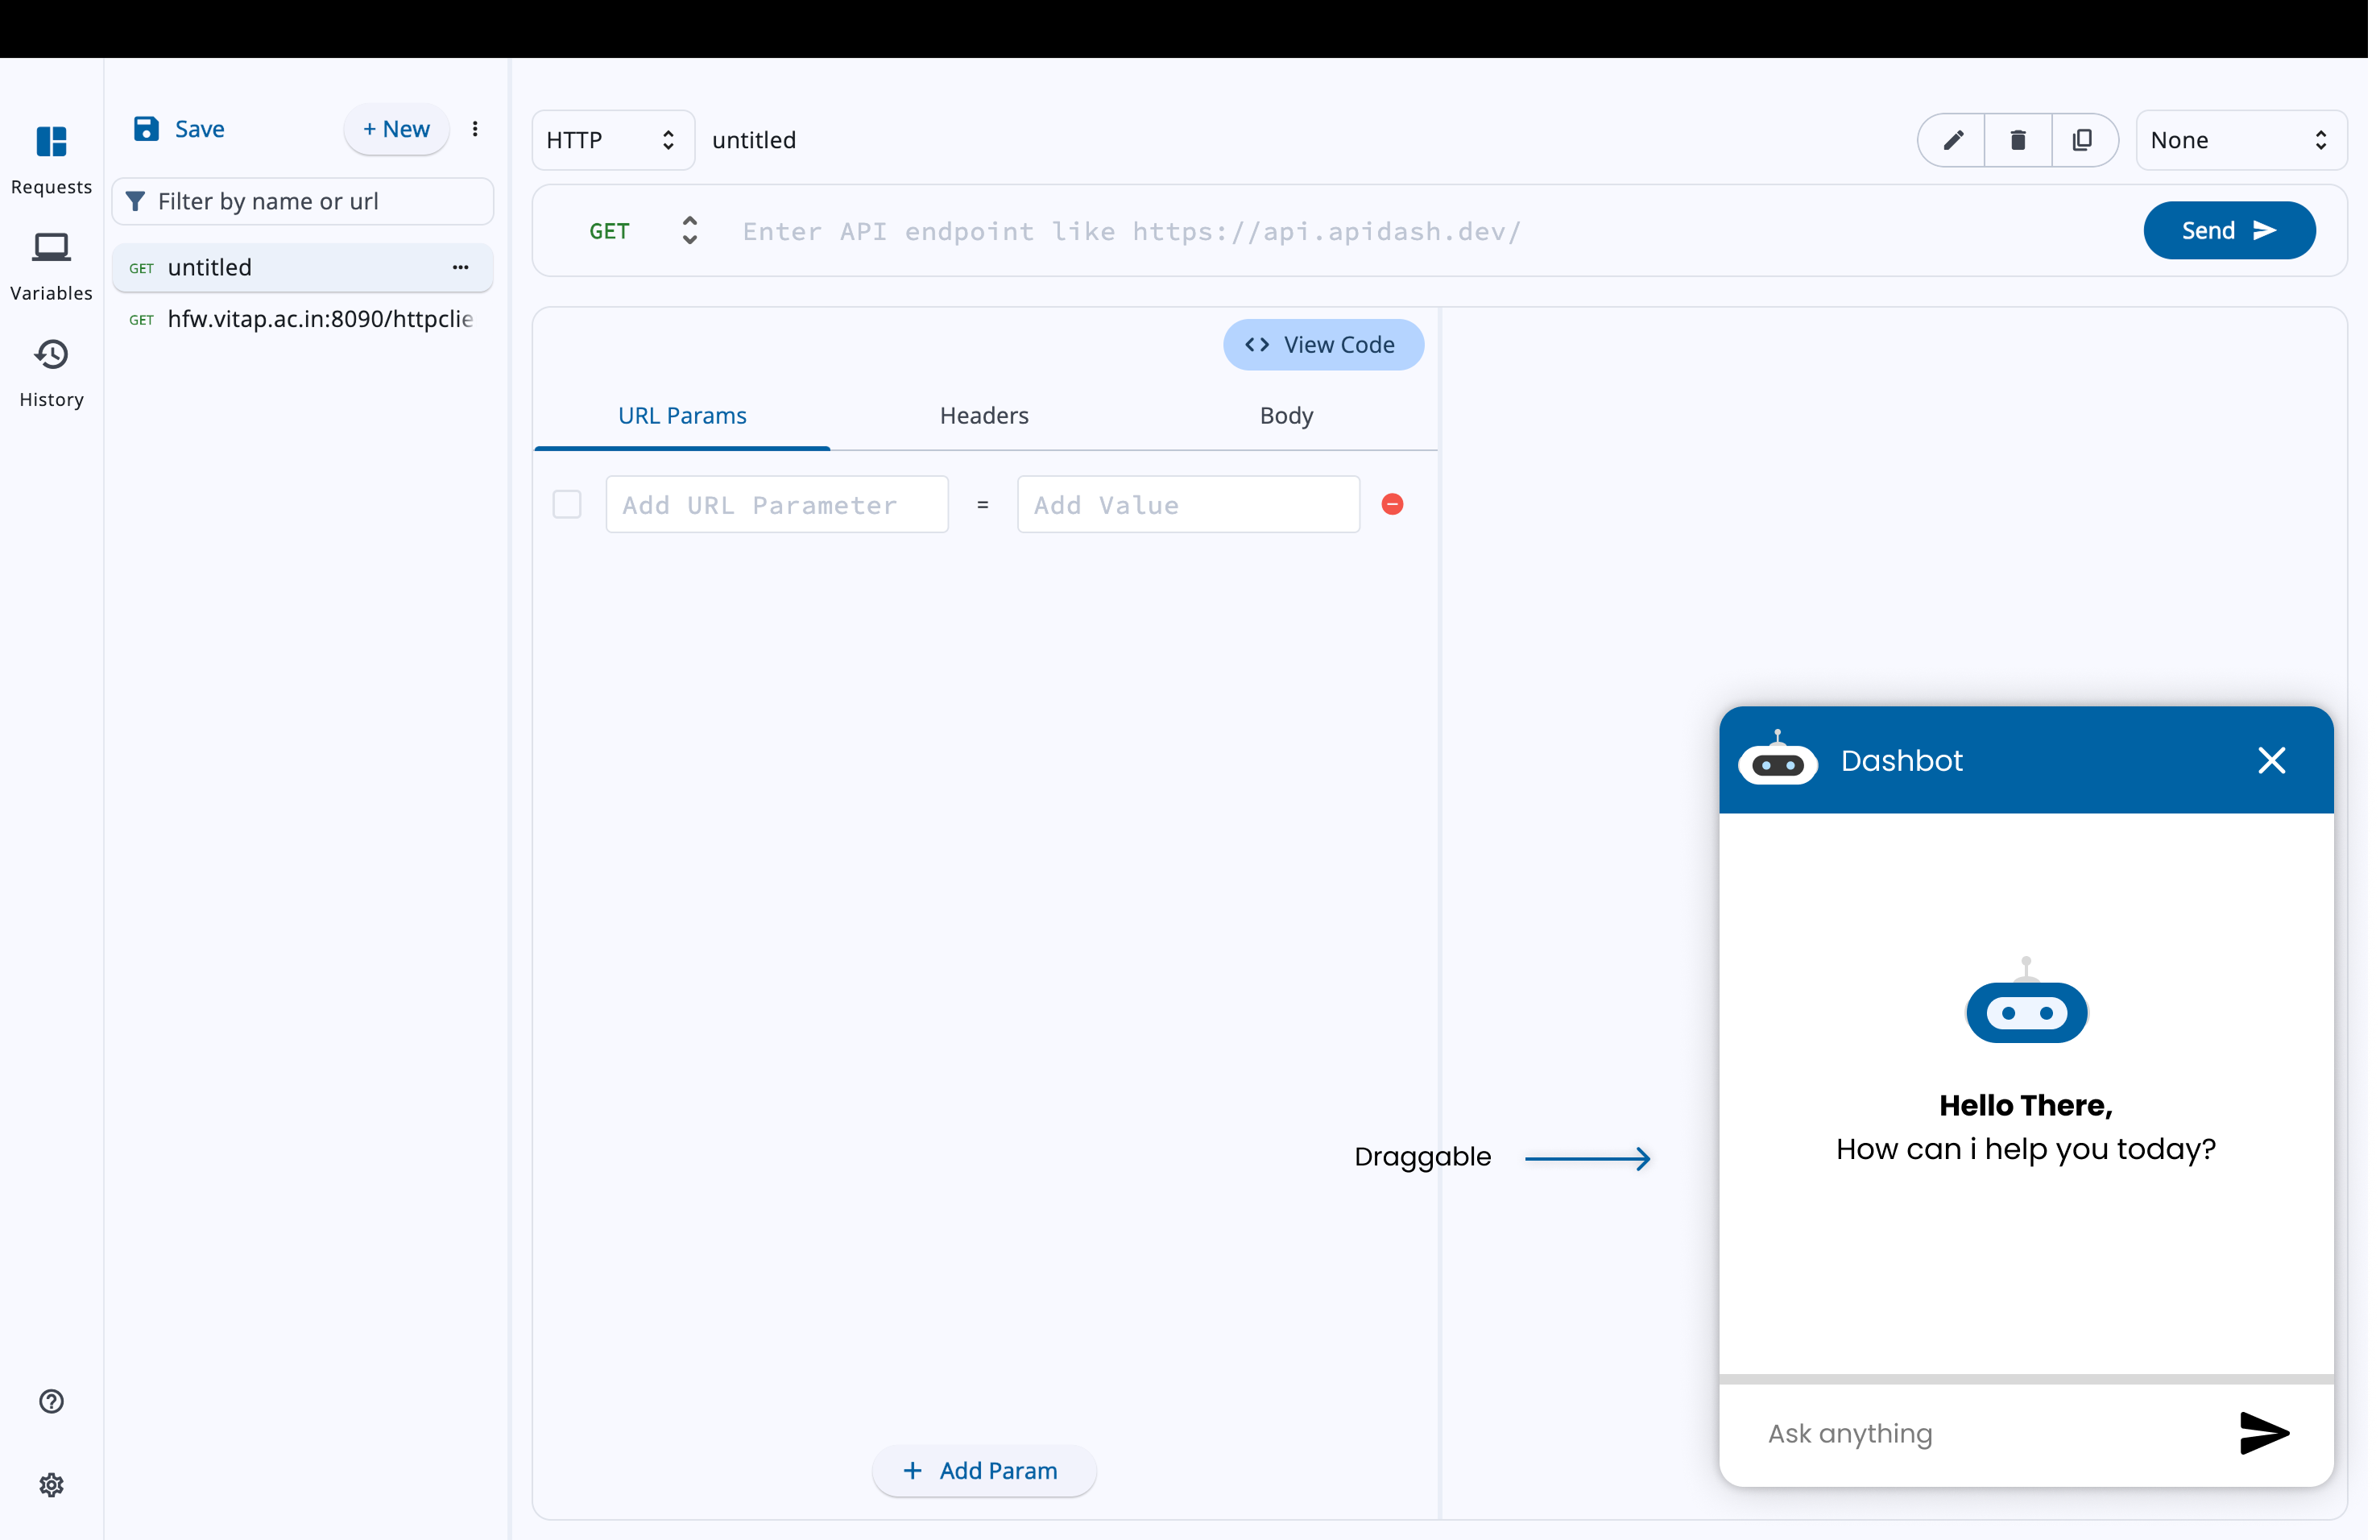 Requests
Variables
History
Save
+ New
Filter by name or url
GET untitled
GET hfw.vitap.ac.in:8090/httpclie
HTTP
untitled
None
GET
Enter API endpoint like https://api.apidash.dev/
Send
View Code
URL Params
Headers
Body
Add URL Parameter = Add Value
Add Param
Draggable
Dashbot
Hello There,
How can i help you today?
Ask anything